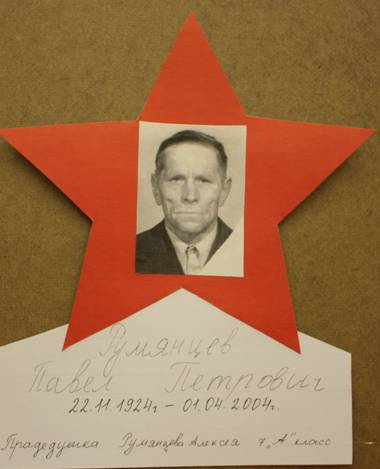 Румянцев
Павел Петрович
22.11.1924г – 01.04.2004г.
Прадедушка Румянцева Алексея 7„А" класс